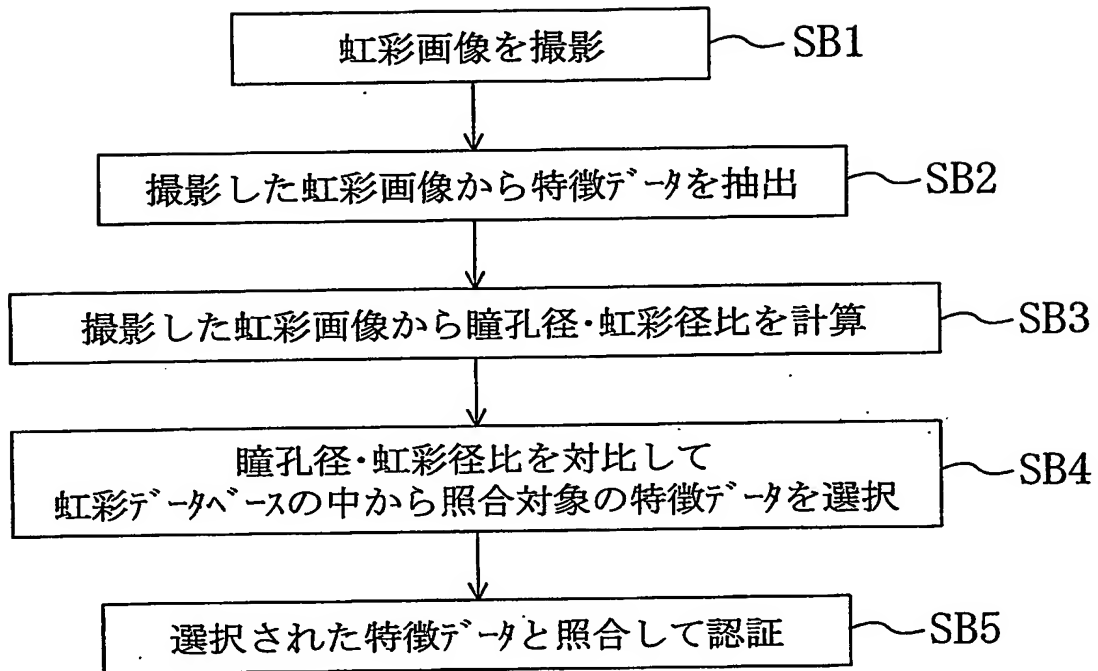 虹彩画像を撮影 SB1
撮影した虹彩画像から特徴ﾃﾞｰﾀを抽出 SB2
撮影した虹彩画像から瞳孔径・虹彩径比を計算 SB3
瞳孔径・虹彩径比を対比して
虹彩ﾃﾞｰﾀﾍﾞｰｽの中から照合対象の特徴ﾃﾞｰﾀを選択 SB4
選択された特徴ﾃﾞｰﾀと照合して認証 SB5